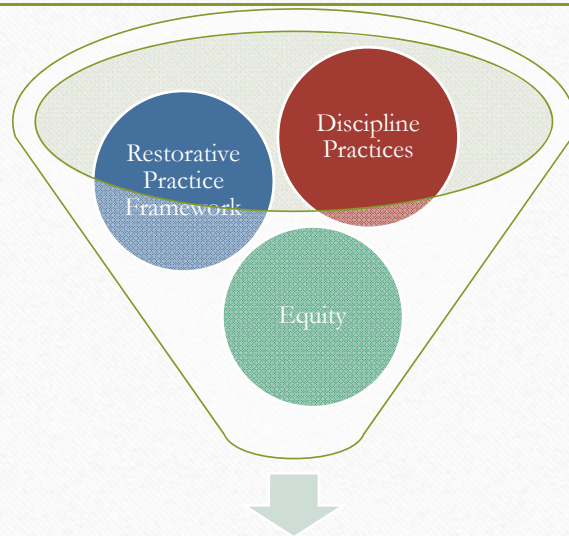 Restorative
Practice
Framework
Discipline
Practices
Equity